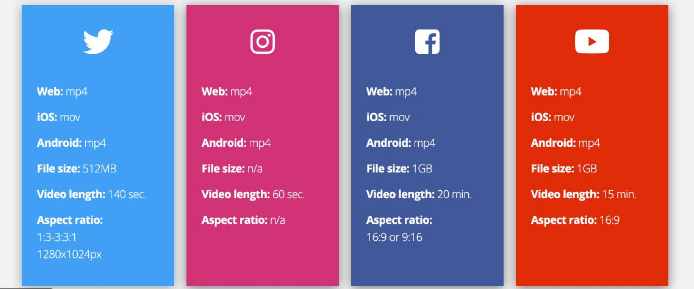 Web: mp4
iOS: mov
Android: mp4
File size: 512MB
Video length: 140 sec.
Aspect ratio:
1:3-3:3:1
1280x1024px
Web: mp4
iOS: mov
Android: mp4
File size: n/a
Video length: 60 sec.
Aspect ratio: n/a
Web: mp4
iOS: mov
Android: mp4
File size: 1GB
Video length: 20 min.
Aspect ratio:
16:9 or 9:16
Web: mp4
iOS: mov
Android: mp4
File size: 1GB
Video length: 15 min.
Aspect ratio: 16:9